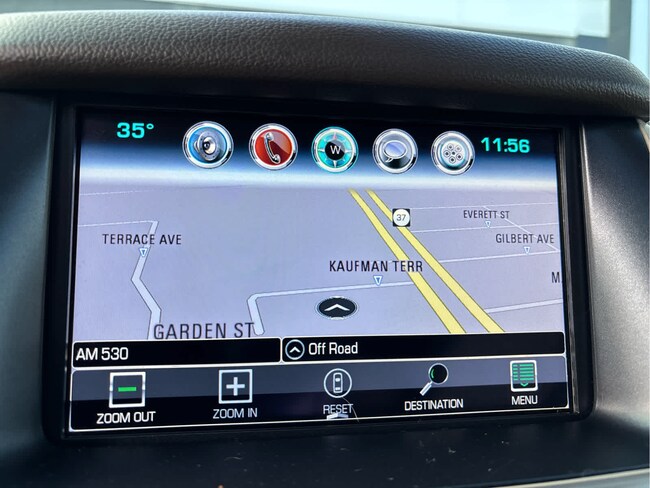 35°
W
11:56
37
EVERETT ST
TERRACE AVE
GILBERT AVE
KAUFMAN TERR
M
GARDEN ST
AM 530
Off Road
ZOOM OUT
ZOOM IN
RESET
DESTINATION
MENU